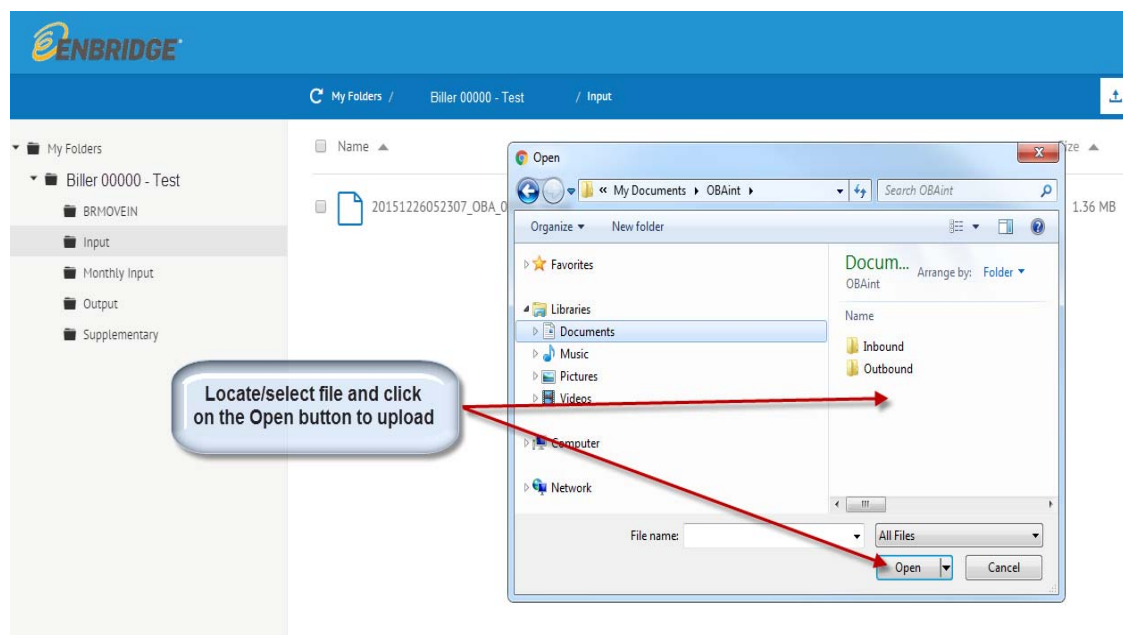 ENBRIDGE
My Folders / Biller 00000 - Test / Input
My Folders
Biller 00000 - Test
BRMOVEIN
Input
Monthly Input
Output
Supplementary
Name
Size
20151226052307_OBA_0
1.36 MB
Open
« My Documents OBAint
Search OBAint
Organize New folder
Favorites
Libraries
Documents
Music
Pictures
Videos
Computer
Network
Docum...
OBAint
Arrange by: Folder
Name
Inbound
Outbound
File name:
All Files
Open Cancel
Locate/select file and click
on the Open button to upload